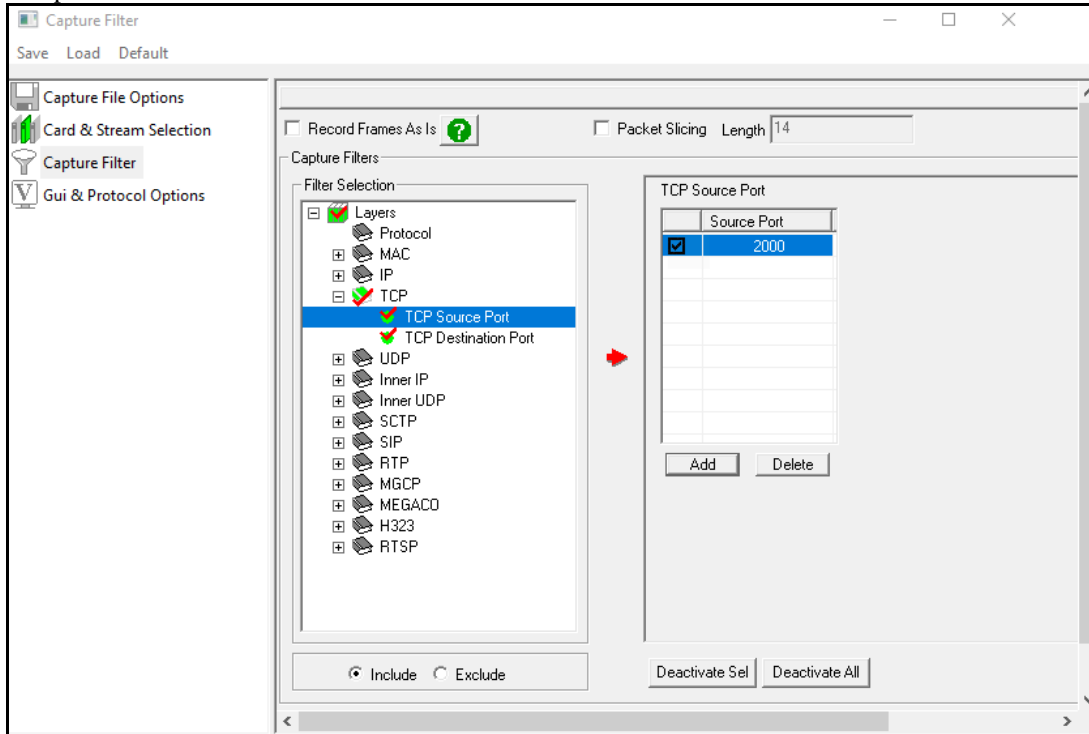 Capture Filter
Save Load Default
Capture File Options
Card & Stream Selection
Capture Filter
Gui & Protocol Options
Record Frames As Is
Packet Slicing Length 14
Capture Filters
Filter Selection
Layers
Protocol
MAC
IP
TCP
TCP Source Port
TCP Destination Port
UDP
Inner IP
Inner UDP
SCTP
SIP
RTP
MGCP
MEGACO
H323
RTSP
Include Exclude
TCP Source Port
Source Port
2000
Add Delete
Deactivate Sel Deactivate All